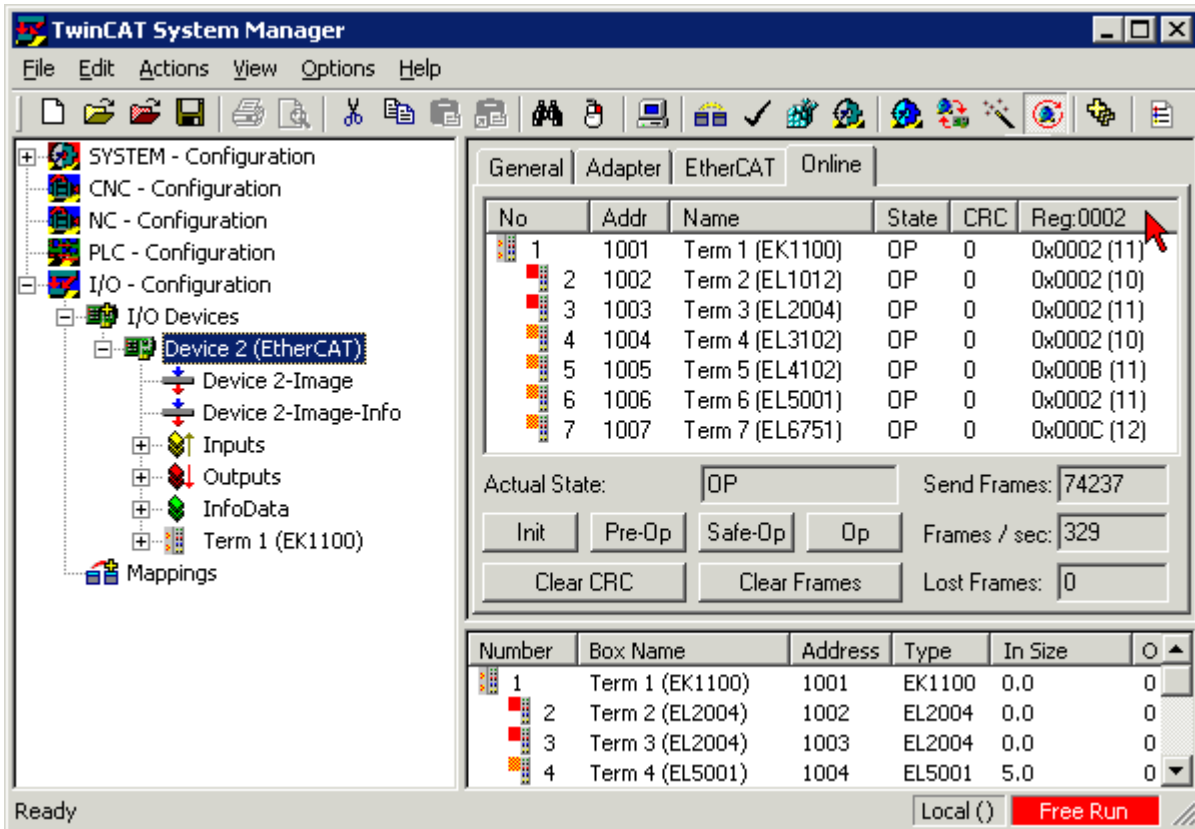 TwinCAT System Manager
File Edit Actions View Options Help
SYSTEM - Configuration
CNC - Configuration
NC - Configuration
PLC - Configuration
I/O - Configuration
I/O Devices
Device 2 (EtherCAT)
Device 2-Image
Device 2-Image-Info
Inputs
Outputs
InfoData
Term 1 (EK1100)
Mappings
General Adapter EtherCAT Online
No Addr Name State CRC Reg:0002
1 1001 Term 1 (EK1100) OP 0 0x0002 (11)
2 1002 Term 2 (EL1012) OP 0 0x0002 (10)
3 1003 Term 3 (EL2004) OP 0 0x0002 (11)
4 1004 Term 4 (EL3102) OP 0 0x0002 (10)
5 1005 Term 5 (EL4102) OP 0 0x000B (11)
6 1006 Term 6 (EL5001) OP 0 0x0002 (11)
7 1007 Term 7 (EL6751) OP 0 0x000C (12)
Actual State: OP Send Frames: 74237
Init Pre-Op Safe-Op Op Frames / sec: 329
Clear CRC Clear Frames Lost Frames: 0
Number Box Name Address Type In Size O
1 Term 1 (EK1100) 1001 EK1100 0.0 0
2 Term 2 (EL2004) 1002 EL2004 0.0 0
3 Term 3 (EL2004) 1003 EL2004 0.0 0
4 Term 4 (EL5001) 1004 EL5001 5.0 0
Ready Local () Free Run